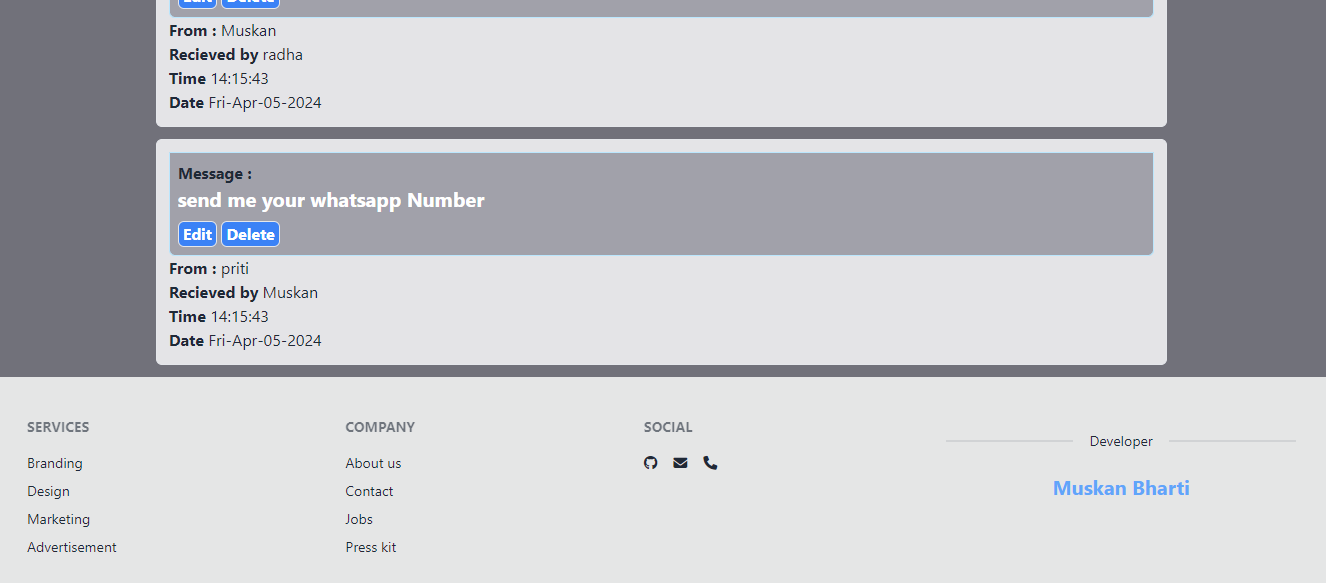 Edit Delete
From : Muskan
Recieved by radha
Time 14:15:43
Date Fri-Apr-05-2024
Message :
send me your whatsapp Number
Edit Delete
From : priti
Recieved by Muskan
Time 14:15:43
Date Fri-Apr-05-2024
SERVICES
Branding
Design
Marketing
Advertisement
COMPANY
About us
Contact
Jobs
Press kit
SOCIAL
Developer
Muskan Bharti